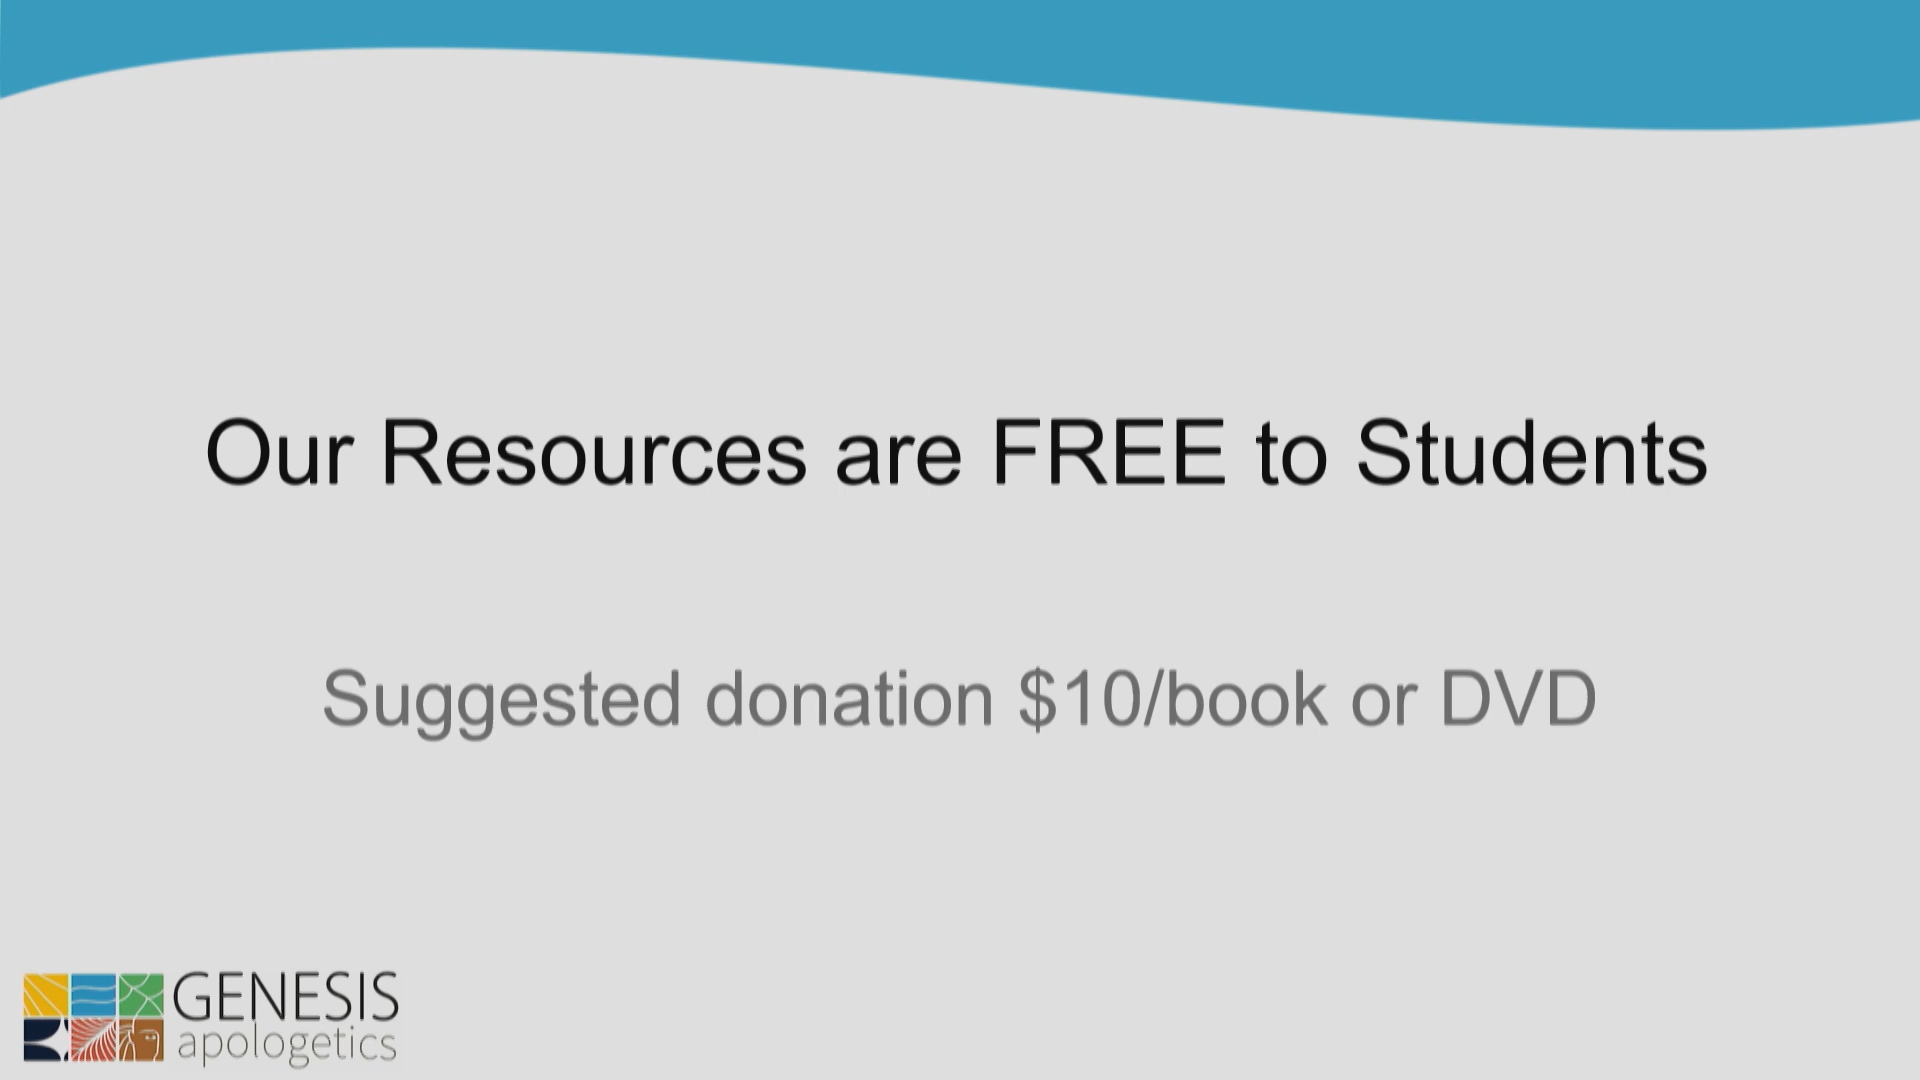 Our Resources are FREE to Students
Suggested donation $10/book or DVD
GENESIS
apologetics